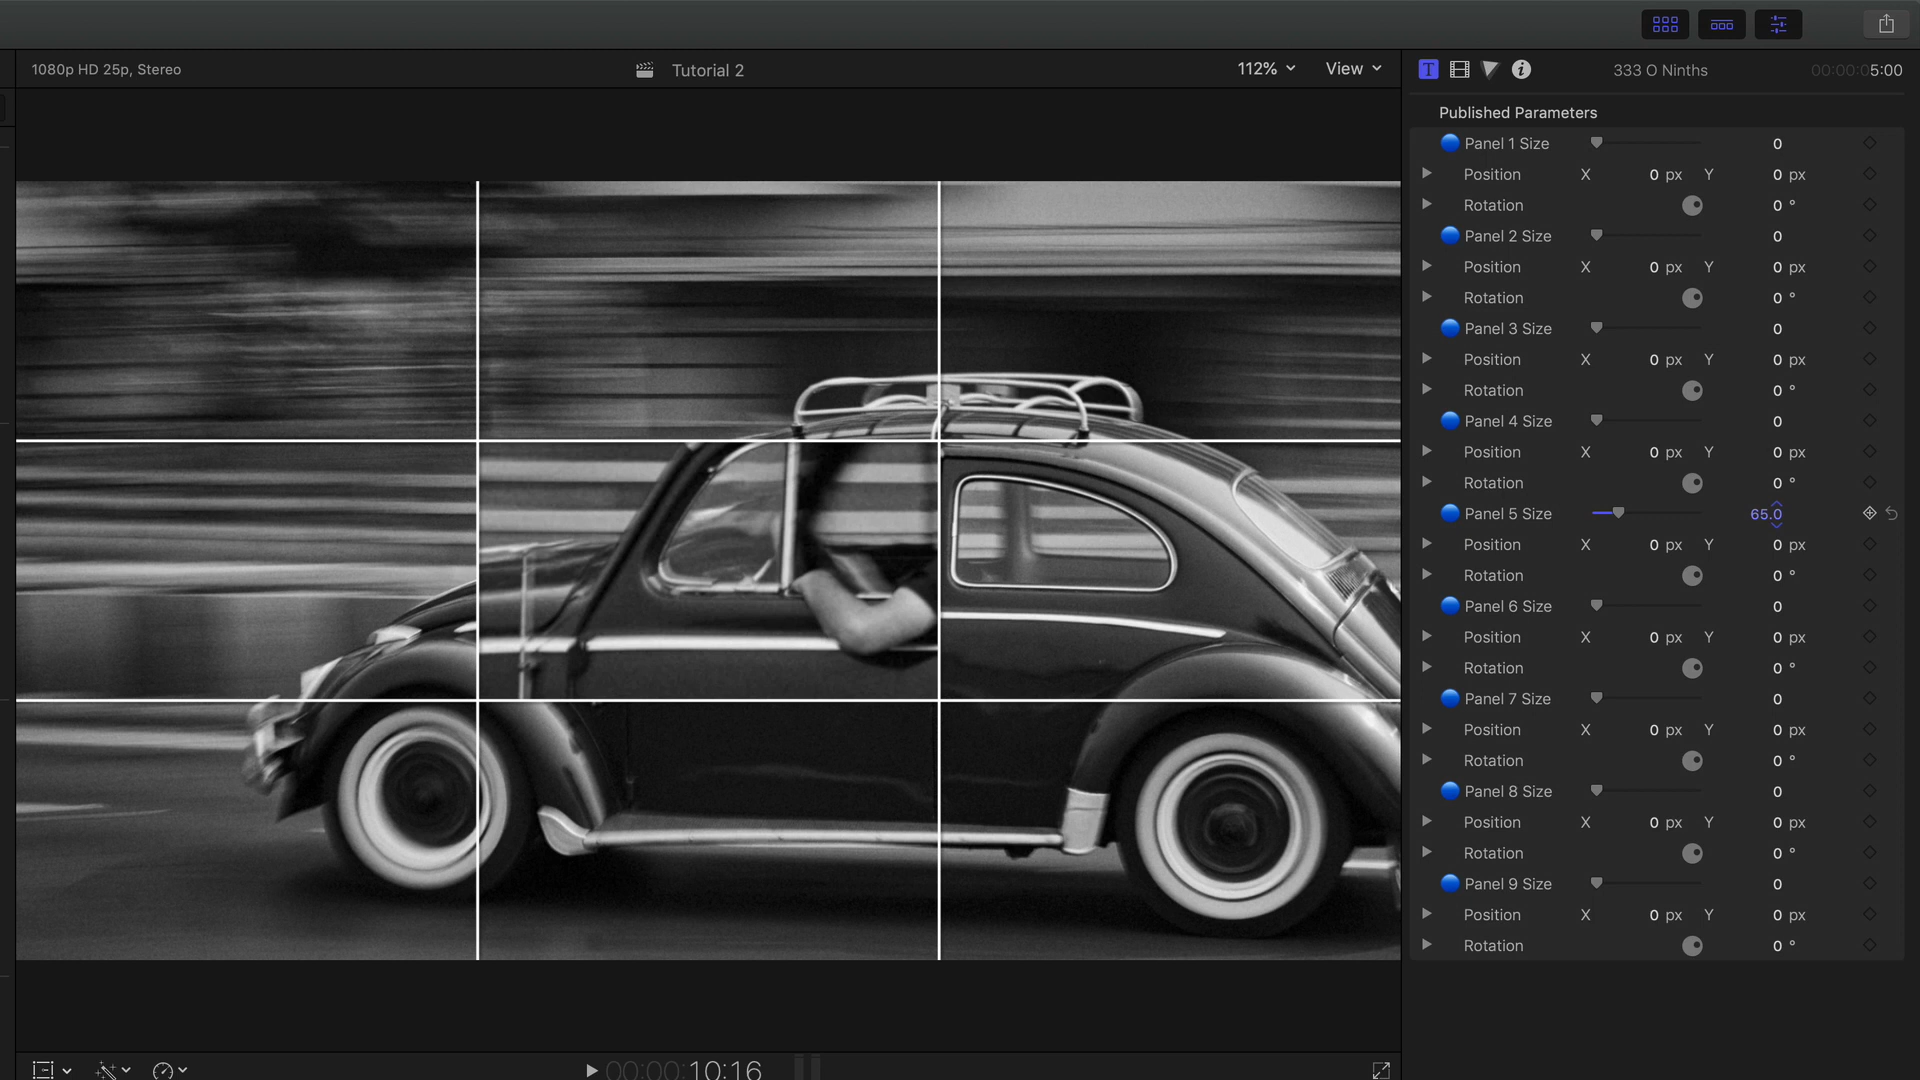 1080p HD 25p, Stereo
Tutorial 2
112%
View
T
i
333 O Ninths
00:00:05:00
Published Parameters
Panel 1 Size 0
Position X 0 px Y 0 px
Rotation 0 °
Panel 2 Size 0
Position X 0 px Y 0 px
Rotation 0 °
Panel 3 Size 0
Position X 0 px Y 0 px
Rotation 0 °
Panel 4 Size 0
Position X 0 px Y 0 px
Rotation 0 °
Panel 5 Size 65.0
Position X 0 px Y 0 px
Rotation 0 °
Panel 6 Size 0
Position X 0 px Y 0 px
Rotation 0 °
Panel 7 Size 0
Position X 0 px Y 0 px
Rotation 0 °
Panel 8 Size 0
Position X 0 px Y 0 px
Rotation 0 °
Panel 9 Size 0
Position X 0 px Y 0 px
Rotation 0 °
00:00:10:16